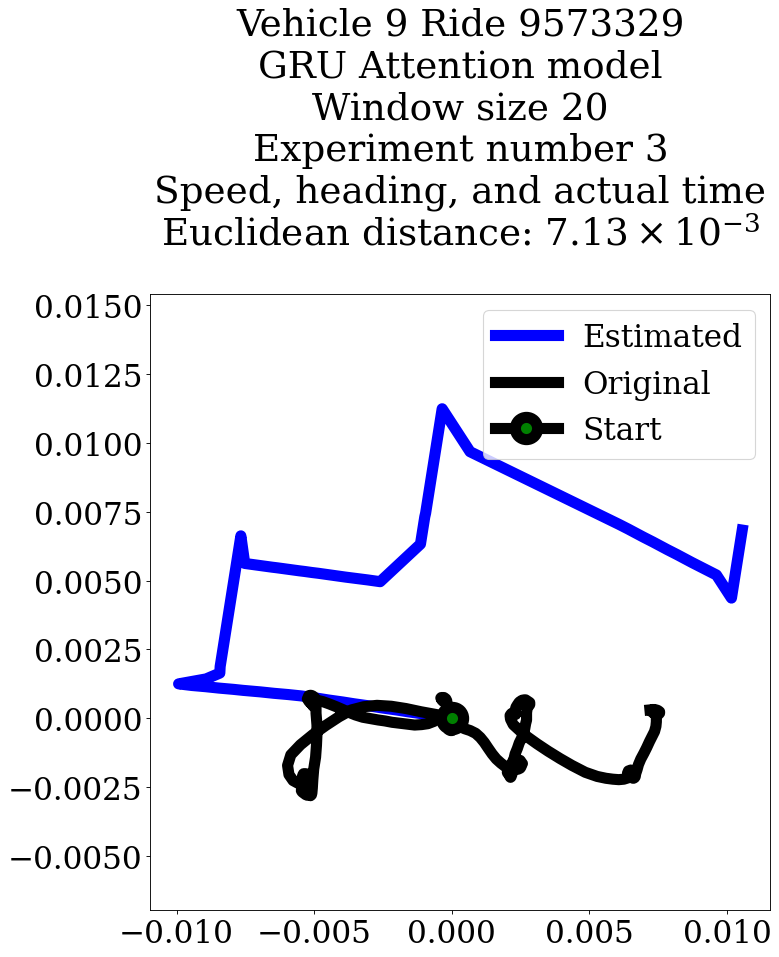 Vehicle 9 Ride 9573329
GRU Attention model
Window size 20
Experiment number 3
Speed, heading, and actual time
Euclidean distance: 7.13 × 10⁻³
Estimated
Original
Start
0.0150
0.0125
0.0100
0.0075
0.0050
0.0025
0.0000
−0.0025
−0.0050
−0.010 −0.005 0.000 0.005 0.010